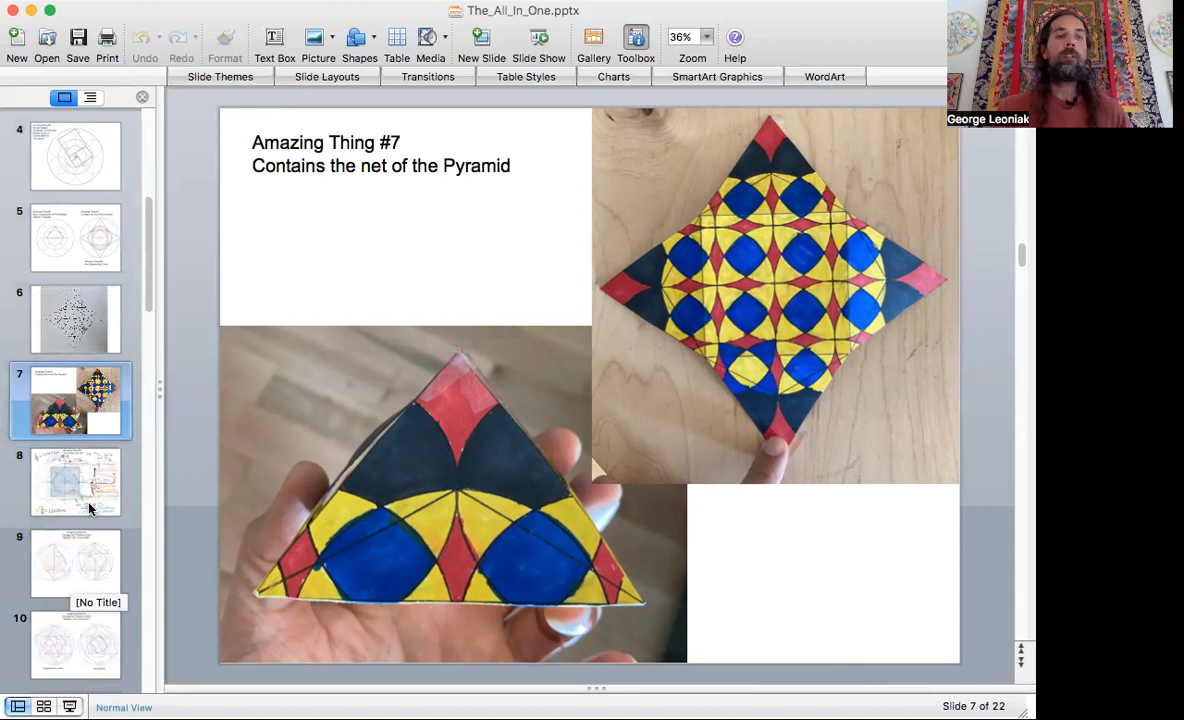 The_All_In_One.pptx
New Open Save Print Undo Redo Format Text Box Picture Shapes Table Media New Slide Slide Show Gallery Toolbox Zoom Help
36%
Slide Themes Slide Layouts Transitions Table Styles Charts SmartArt Graphics WordArt
George Leoniak
Amazing Thing #7
Contains the net of the Pyramid
4
5
6
7
8
9
[No Title]
10
Normal View
Slide 7 of 22